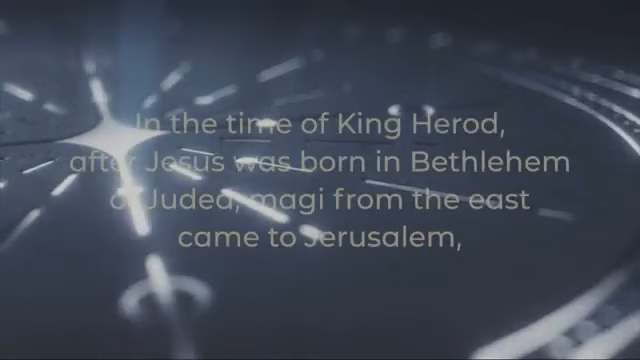 In the time of King Herod,
after Jesus was born in Bethlehem
of Judea, magi from the east
came to Jerusalem,